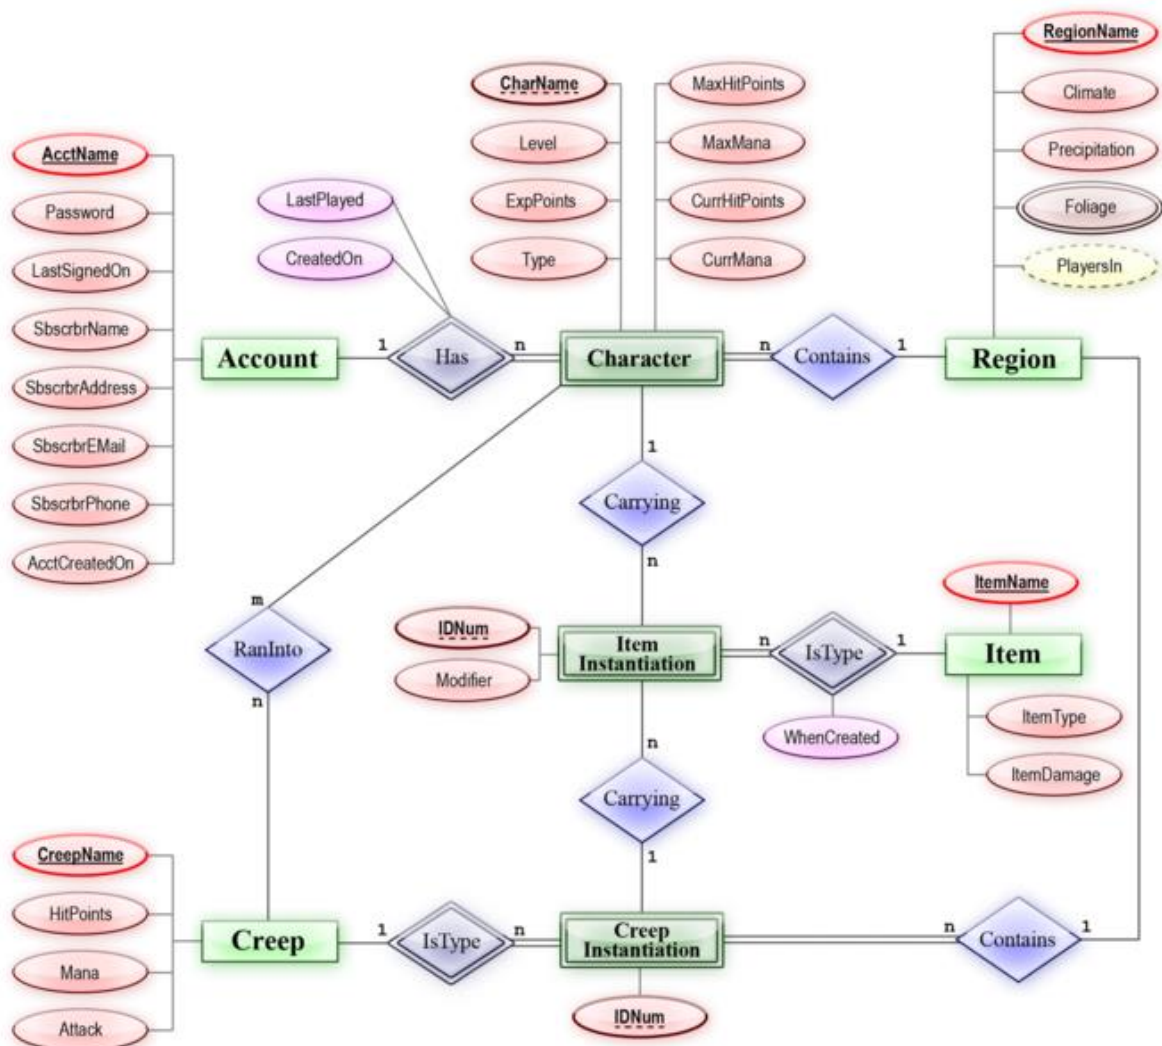 RegionName
CharName
MaxHitPoints
Climate
AcctName
Level
MaxMana
Precipitation
Password
LastPlayed
ExpPoints
CurrHitPoints
Foliage
LastSignedOn
CreatedOn
Type
CurrMana
PlayersIn
SbscrbrName
Account
1
Has
n
Character
n
Contains
1
Region
SbscrbrAddress
SbscrbrEMail
1
SbscrbrPhone
Carrying
AcctCreatedOn
n
ItemName
m
RanInto
n
IDNum
Modifier
Item
Instantiation
n
IsType
1
Item
ItemType
WhenCreated
ItemDamage
n
Carrying
1
CreepName
HitPoints
Mana
Attack
Creep
1
IsType
n
Creep
Instantiation
n
Contains
1
IDNum